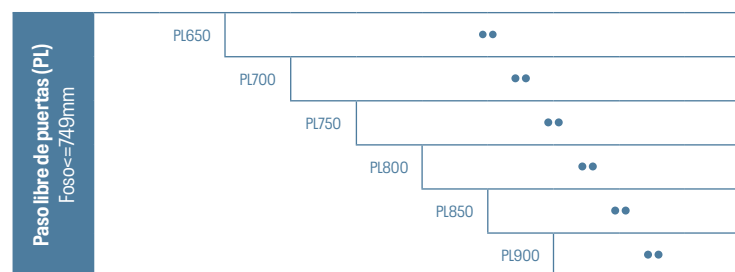 Paso libre de puertas (PL)
Foso<=749mm
PL650
PL700
PL750
PL800
PL850
PL900